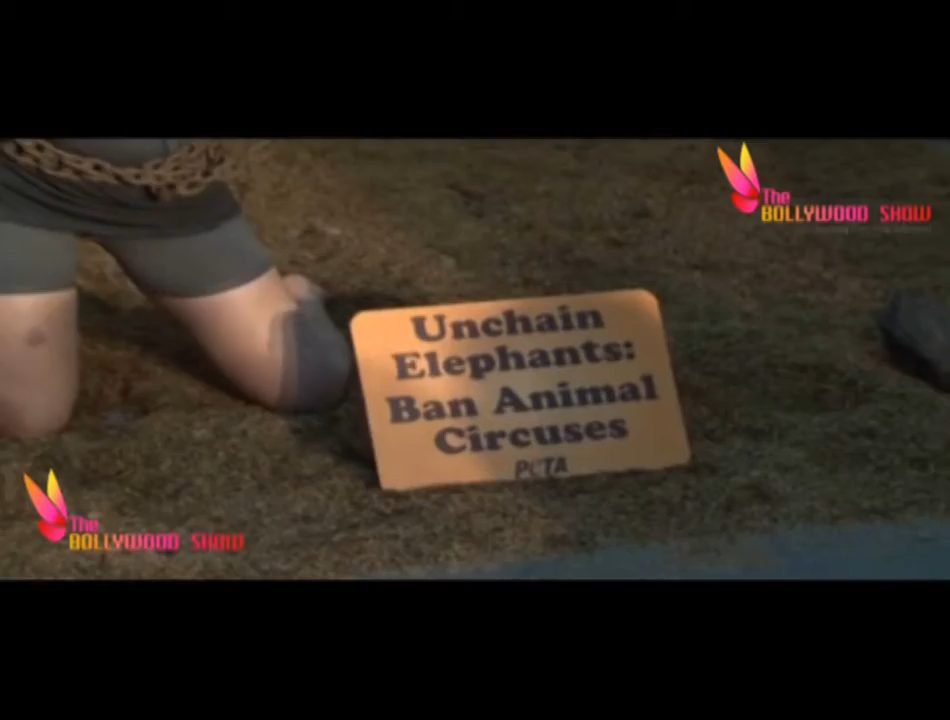 The
BOLLYWOOD SHOW
Unchain
Elephants:
Ban Animal
Circuses
PETA
The
BOLLYWOOD SHOW